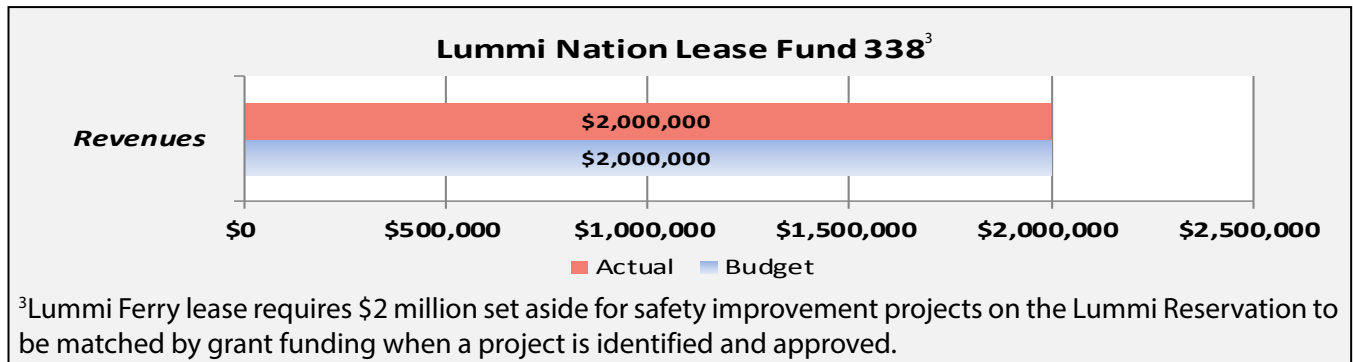 Lummi Nation Lease Fund 338³
Revenues
$2,000,000
$2,000,000
$0 $500,000 $1,000,000 $1,500,000 $2,000,000 $2,500,000
Actual Budget
³Lummi Ferry lease requires $2 million set aside for safety improvement projects on the Lummi Reservation to
be matched by grant funding when a project is identified and approved.